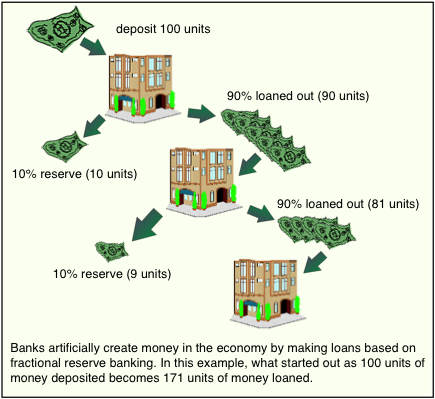 deposit 100 units
90% loaned out (90 units)
10% reserve (10 units)
90% loaned out (81 units)
10% reserve (9 units)
Banks artificially create money in the economy by making loans based on
fractional reserve banking. In this example, what started out as 100 units of
money deposited becomes 171 units of money loaned.